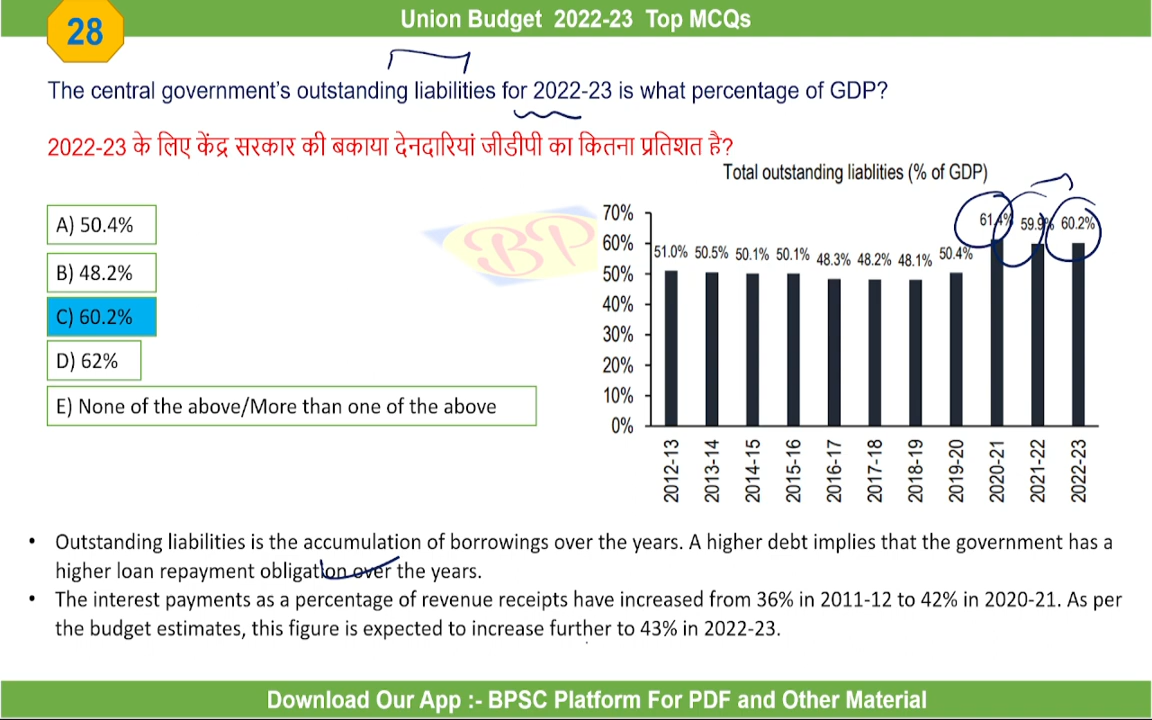 28
Union Budget 2022-23 Top MCQs
The central government's outstanding liabilities for 2022-23 is what percentage of GDP?
2022-23 के लिए केंद्र सरकार की बकाया देनदारियां जीडीपी का कितना प्रतिशत है?
A) 50.4%
B) 48.2%
C) 60.2%
D) 62%
E) None of the above/More than one of the above
BP
Total outstanding liablities (% of GDP)
70%
60%
50%
40%
30%
20%
10%
0%
51.0% 50.5% 50.1% 50.1% 48.3% 48.2% 48.1% 50.4% 61.4% 59.9% 60.2%
2012-13 2013-14 2014-15 2015-16 2016-17 2017-18 2018-19 2019-20 2020-21 2021-22 2022-23
• Outstanding liabilities is the accumulation of borrowings over the years. A higher debt implies that the government has a
higher loan repayment obligation over the years.
• The interest payments as a percentage of revenue receipts have increased from 36% in 2011-12 to 42% in 2020-21. As per
the budget estimates, this figure is expected to increase further to 43% in 2022-23.
Download Our App :- BPSC Platform For PDF and Other Material